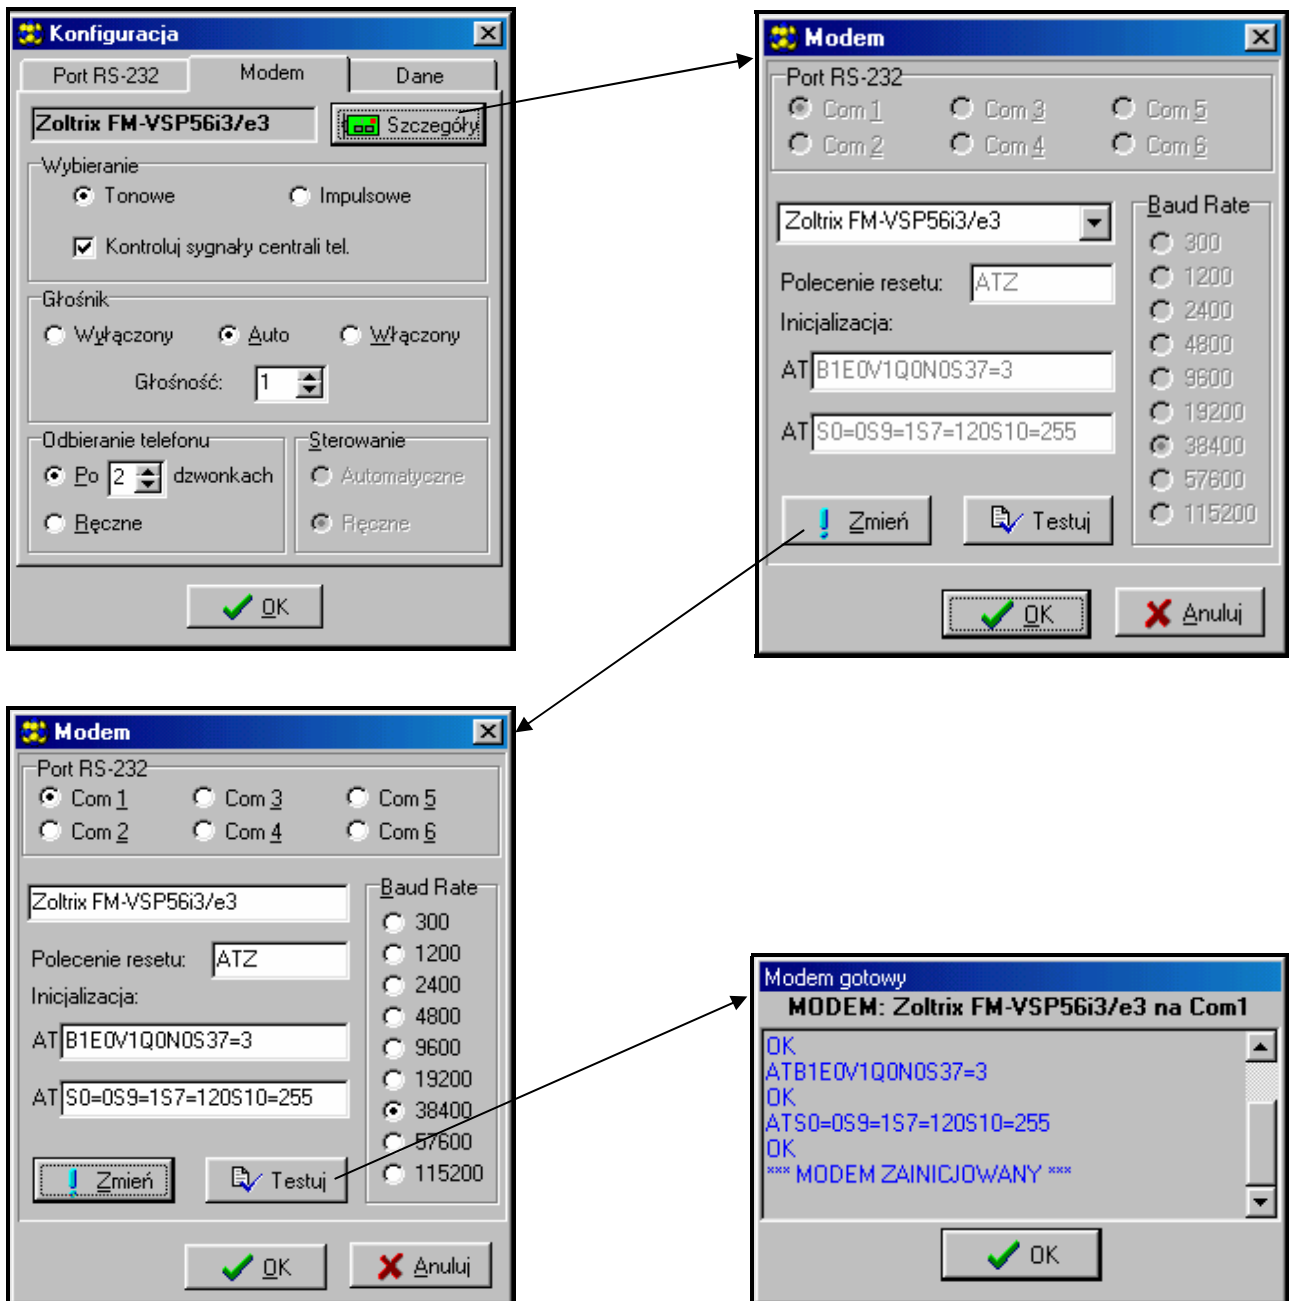 Konfiguracja
Port RS-232 Modem Dane
Zoltrix FM-VSP56i3/e3 Szczegóły
Wybieranie
Tonowe Impulsowe
Kontroluj sygnały centrali tel.
Głośnik
Wyłączony Auto Włączony
Głośność: 1
Odbieranie telefonu Sterowanie
Po 2 dzwonkach Automatyczne
Ręczne Ręczne
OK
Modem
Port RS-232
Com 1 Com 3 Com 5
Com 2 Com 4 Com 6
Zoltrix FM-VSP56i3/e3
Polecenie resetu: ATZ
Inicjalizacja:
AT B1E0V1Q0N0S37=3
AT S0=0S9=1S7=120S10=255
Baud Rate
300
1200
2400
4800
9600
19200
38400
57600
115200
Zmień Testuj
OK Anuluj
Modem
Port RS-232
Com 1 Com 3 Com 5
Com 2 Com 4 Com 6
Zoltrix FM-VSP56i3/e3
Polecenie resetu: ATZ
Inicjalizacja:
AT B1E0V1Q0N0S37=3
AT S0=0S9=1S7=120S10=255
Baud Rate
300
1200
2400
4800
9600
19200
38400
57600
115200
Zmień Testuj
OK Anuluj
Modem gotowy
MODEM: Zoltrix FM-VSP56i3/e3 na Com1
OK
ATB1E0V1Q0N0S37=3
OK
ATS0=0S9=1S7=120S10=255
OK
*** MODEM ZAINICJOWANY ***
OK